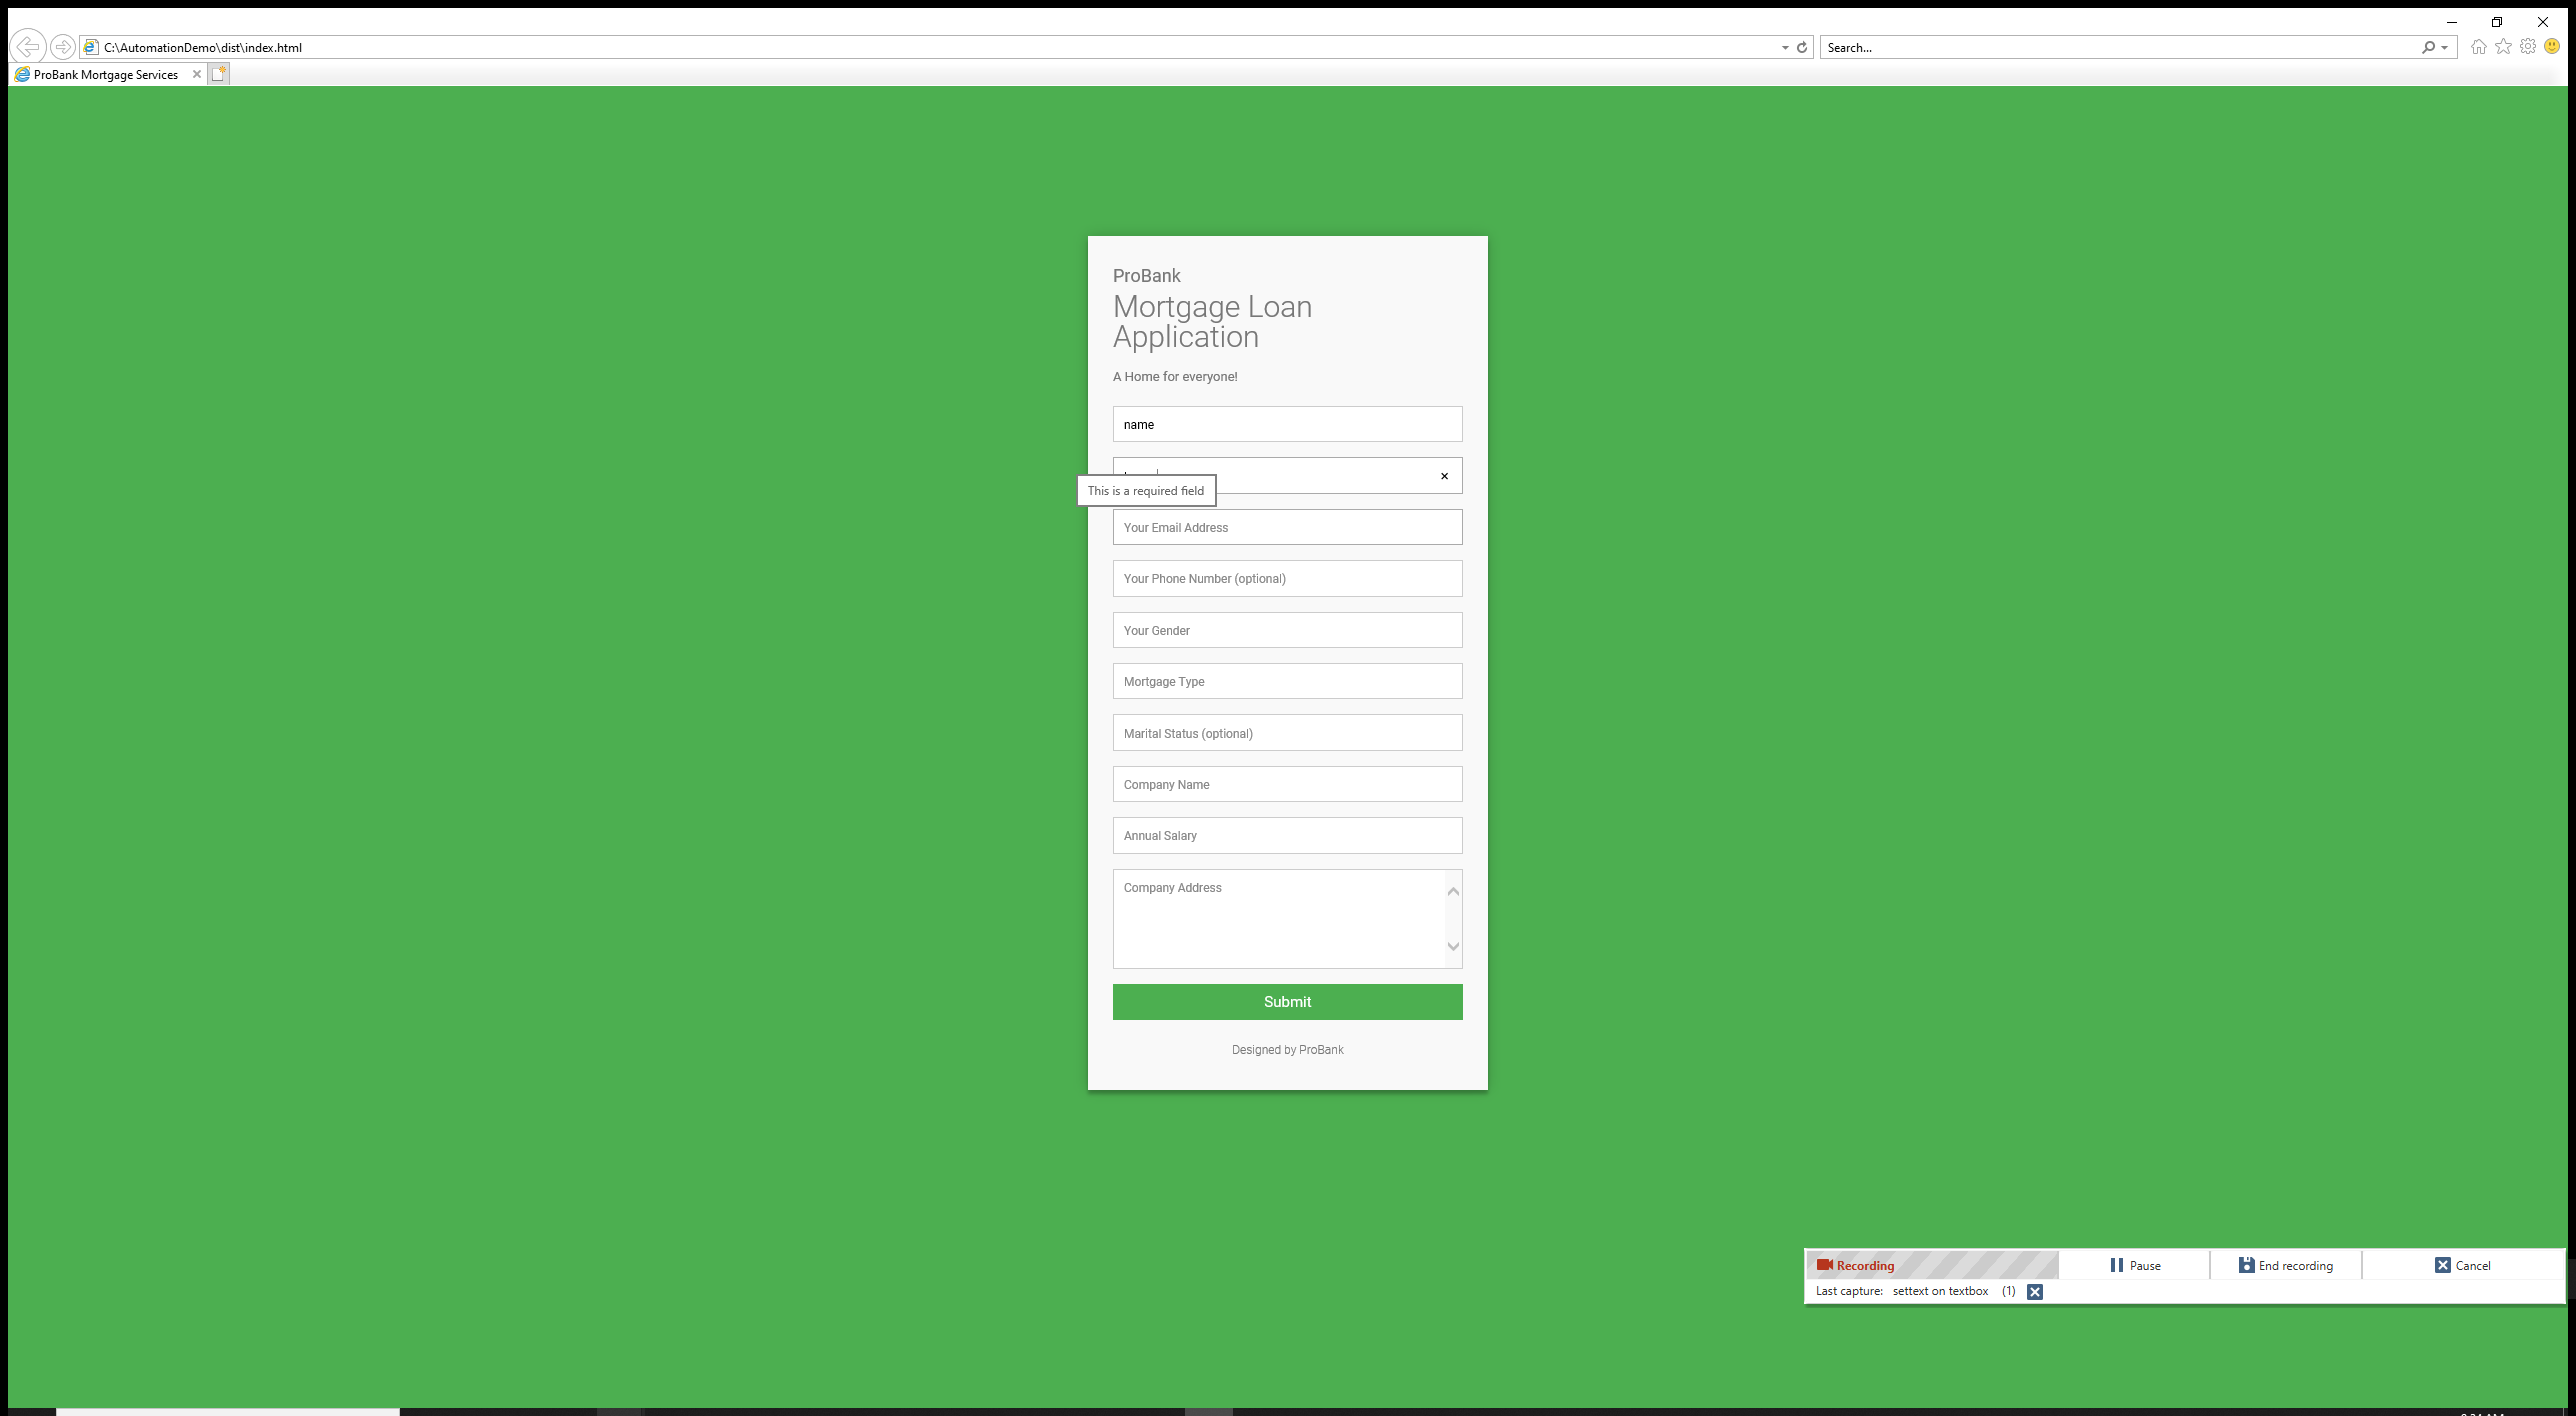 C:\AutomationDemo\dist\index.html
Search...
ProBank Mortgage Services
ProBank
Mortgage Loan
Application
A Home for everyone!
name
This is a required field
Your Email Address
Your Phone Number (optional)
Your Gender
Mortgage Type
Marital Status (optional)
Company Name
Annual Salary
Company Address
Submit
Designed by ProBank
Recording
Pause
End recording
Cancel
Last capture: settext on textbox (1)